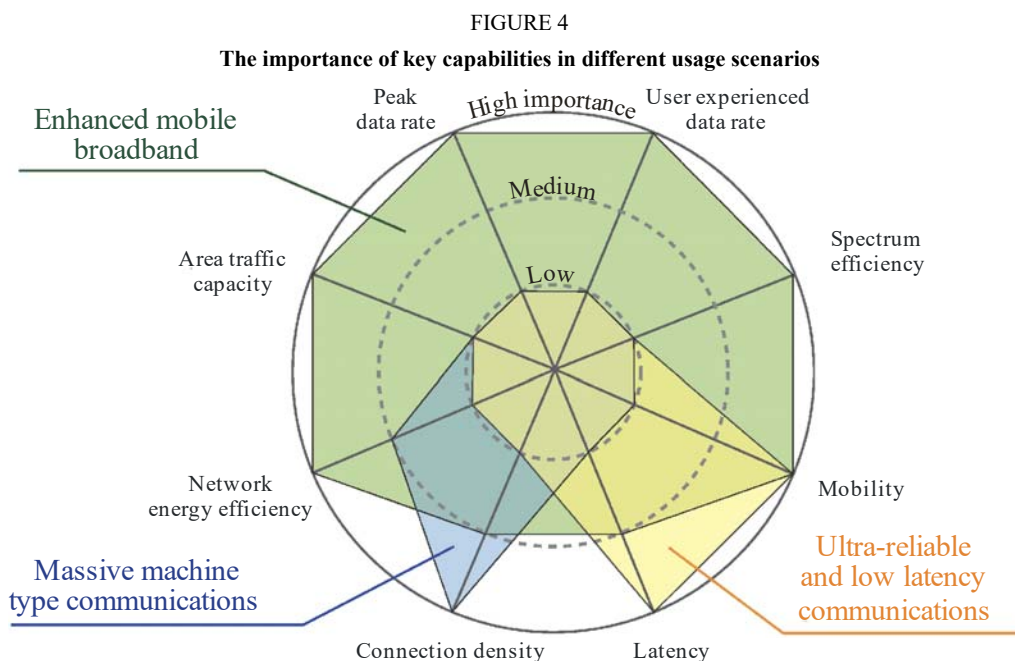 FIGURE 4
The importance of key capabilities in different usage scenarios
Peak
data rate
High importance
User experienced
data rate
Enhanced mobile
broadband
Medium
Area traffic
capacity
Low
Spectrum
efficiency
Network
energy efficiency
Mobility
Massive machine
type communications
Ultra-reliable
and low latency
communications
Connection density
Latency